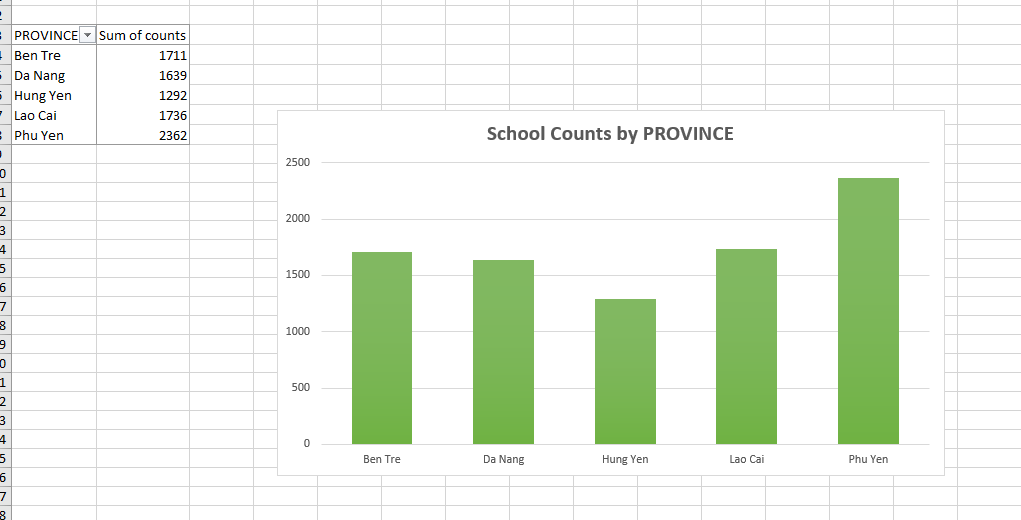 PROVINCE Sum of counts
Ben Tre 1711
Da Nang 1639
Hung Yen 1292
Lao Cai 1736
Phu Yen 2362
School Counts by PROVINCE
2500
2000
1500
1000
500
0
Ben Tre Da Nang Hung Yen Lao Cai Phu Yen